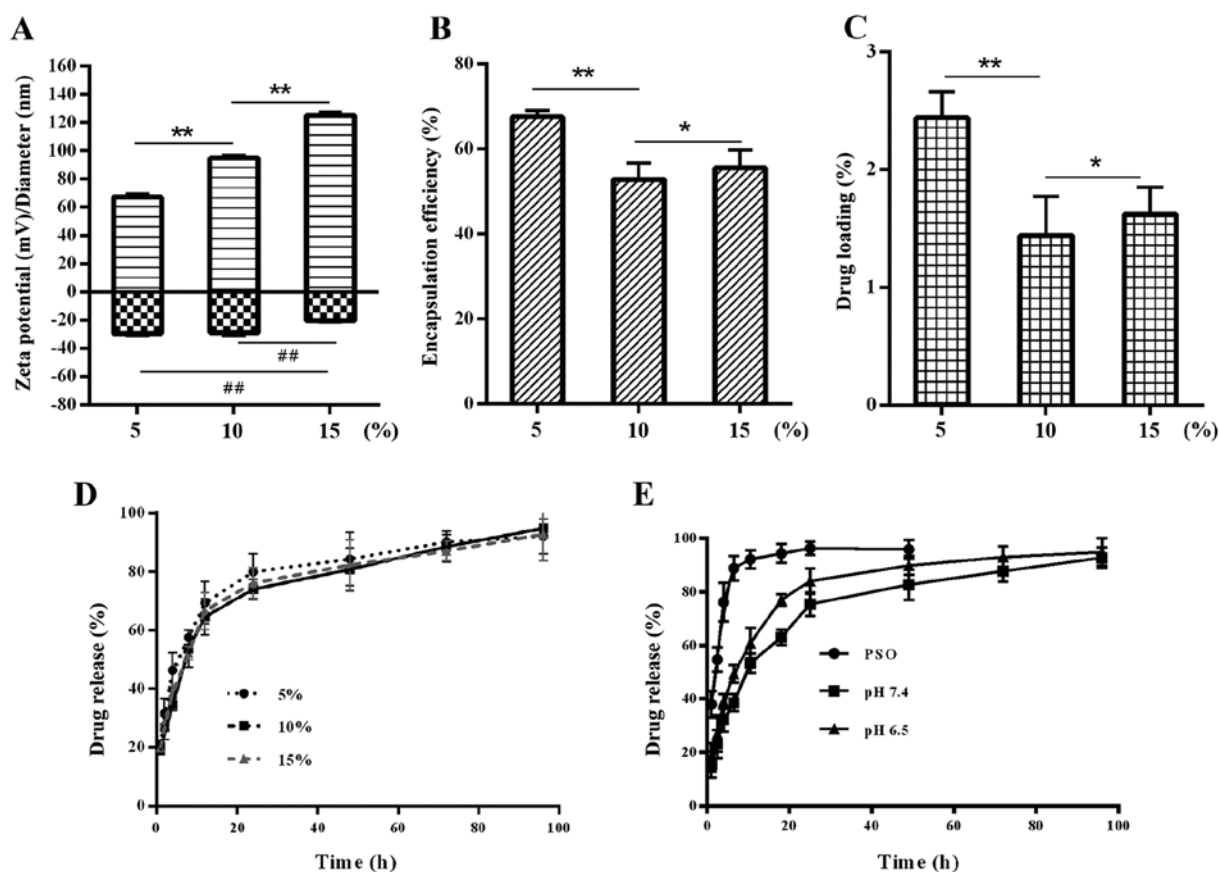 A
Zeta potential (mV)/Diameter (nm)
160
140
120
100
80
60
40
20
0
-20
-40
-60
-80
**
**
##
##
5 10 15 (%)
B
Encapsulation efficiency (%)
80
60
40
20
0
**
*
5 10 15 (%)
C
Drug loading (%)
3
2
1
0
**
*
5 10 15 (%)
D
Drug release (%)
100
80
60
40
20
0
5%
10%
15%
0 20 40 60 80 100
Time (h)
E
Drug release (%)
100
80
60
40
20
0
PSO
pH 7.4
pH 6.5
0 20 40 60 80 100
Time (h)